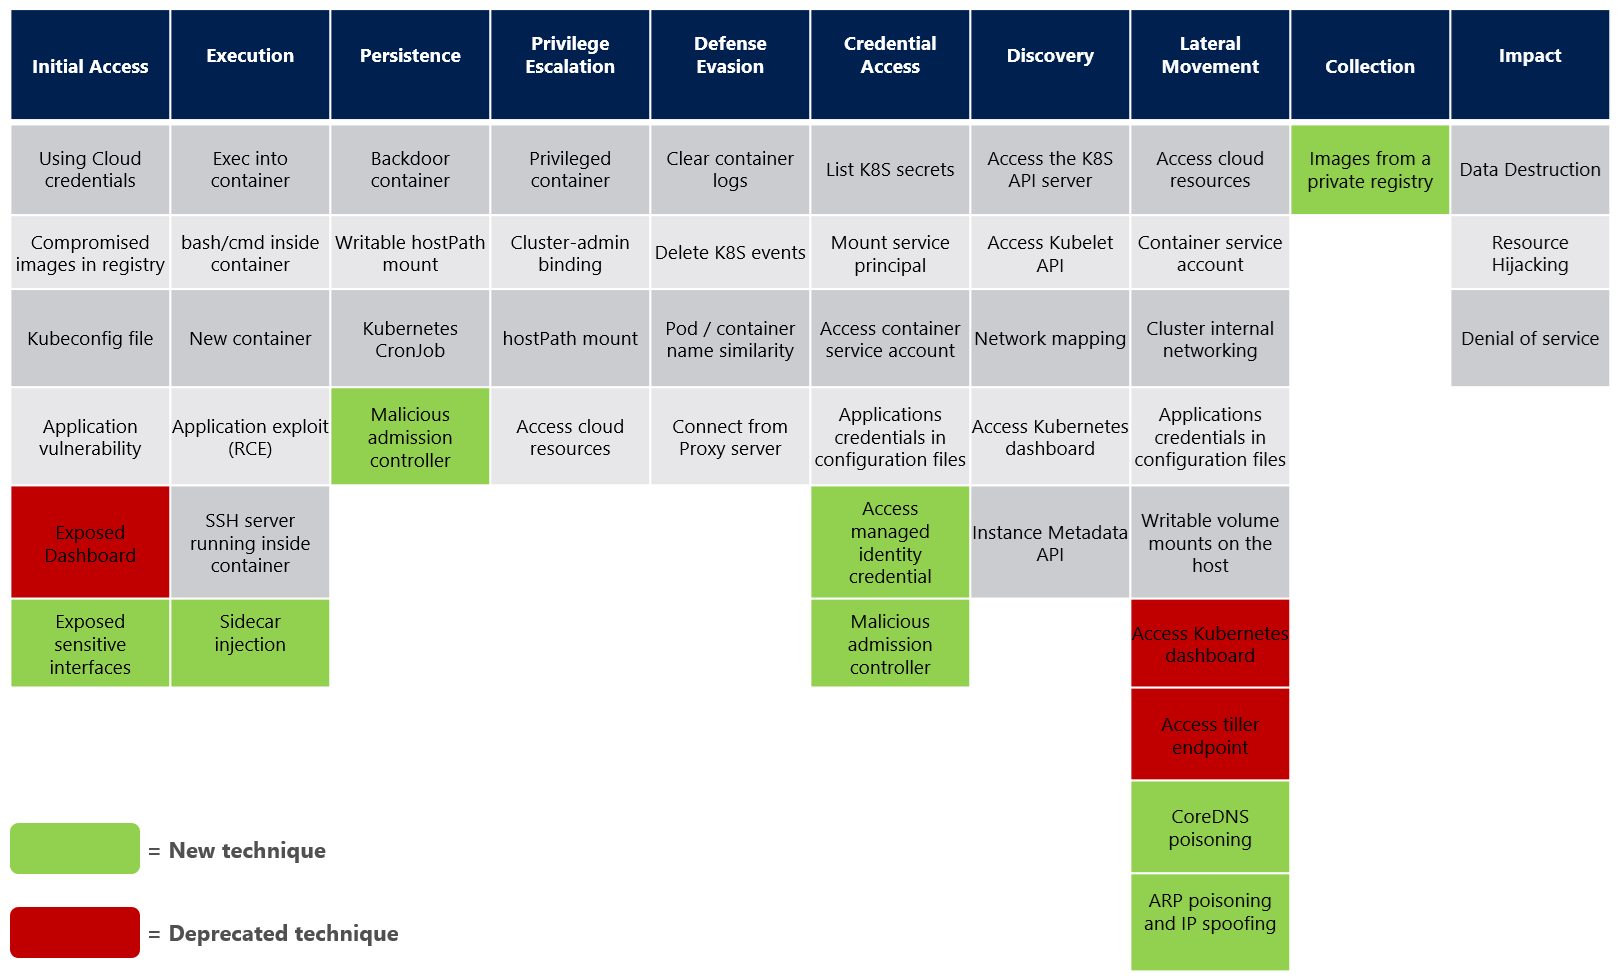 Initial Access
Execution
Persistence
Privilege
Escalation
Defense
Evasion
Credential
Access
Discovery
Lateral
Movement
Collection
Impact
Using Cloud
credentials
Exec into
container
Backdoor
container
Privileged
container
Clear container
logs
List K8S secrets
Access the K8S
API server
Access cloud
resources
Images from a
private registry
Data Destruction
Compromised
images in registry
bash/cmd inside
container
Writable hostPath
mount
Cluster-admin
binding
Delete K8S events
Mount service
principal
Access Kubelet
API
Container service
account
Resource
Hijacking
Kubeconfig file
New container
Kubernetes
CronJob
hostPath mount
Pod / container
name similarity
Access container
service account
Network mapping
Cluster internal
networking
Denial of service
Application
vulnerability
Application exploit
(RCE)
Malicious
admission
controller
Access cloud
resources
Connect from
Proxy server
Applications
credentials in
configuration files
Access Kubernetes
dashboard
Applications
credentials in
configuration files
Exposed
Dashboard
SSH server
running inside
container
Access
managed
identity
credential
Instance Metadata
API
Writable volume
mounts on the
host
Exposed
sensitive
interfaces
Sidecar
injection
Malicious
admission
controller
Access Kubernetes
dashboard
Access tiller
endpoint
CoreDNS
poisoning
ARP poisoning
and IP spoofing
= New technique
= Deprecated technique